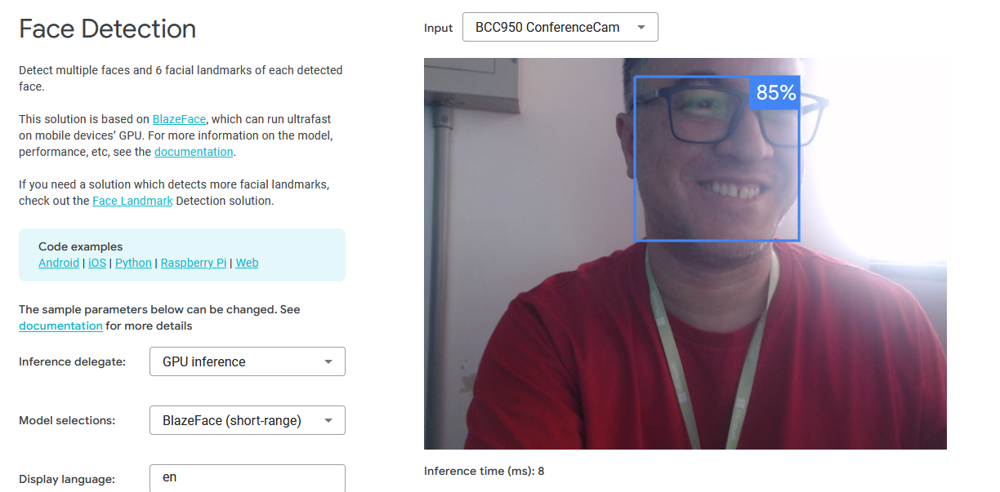 Face Detection
Detect multiple faces and 6 facial landmarks of each detected
face.
This solution is based on BlazeFace, which can run ultrafast
on mobile devices’ GPU. For more information on the model,
performance, etc, see the documentation.
If you need a solution which detects more facial landmarks,
check out the Face Landmark Detection solution.
Code examples
Android | iOS | Python | Raspberry Pi | Web
The sample parameters below can be changed. See
documentation for more details
Inference delegate: GPU inference
Model selections: BlazeFace (short-range)
Display language: en
Input BCC950 ConferenceCam
85%
Inference time (ms): 8